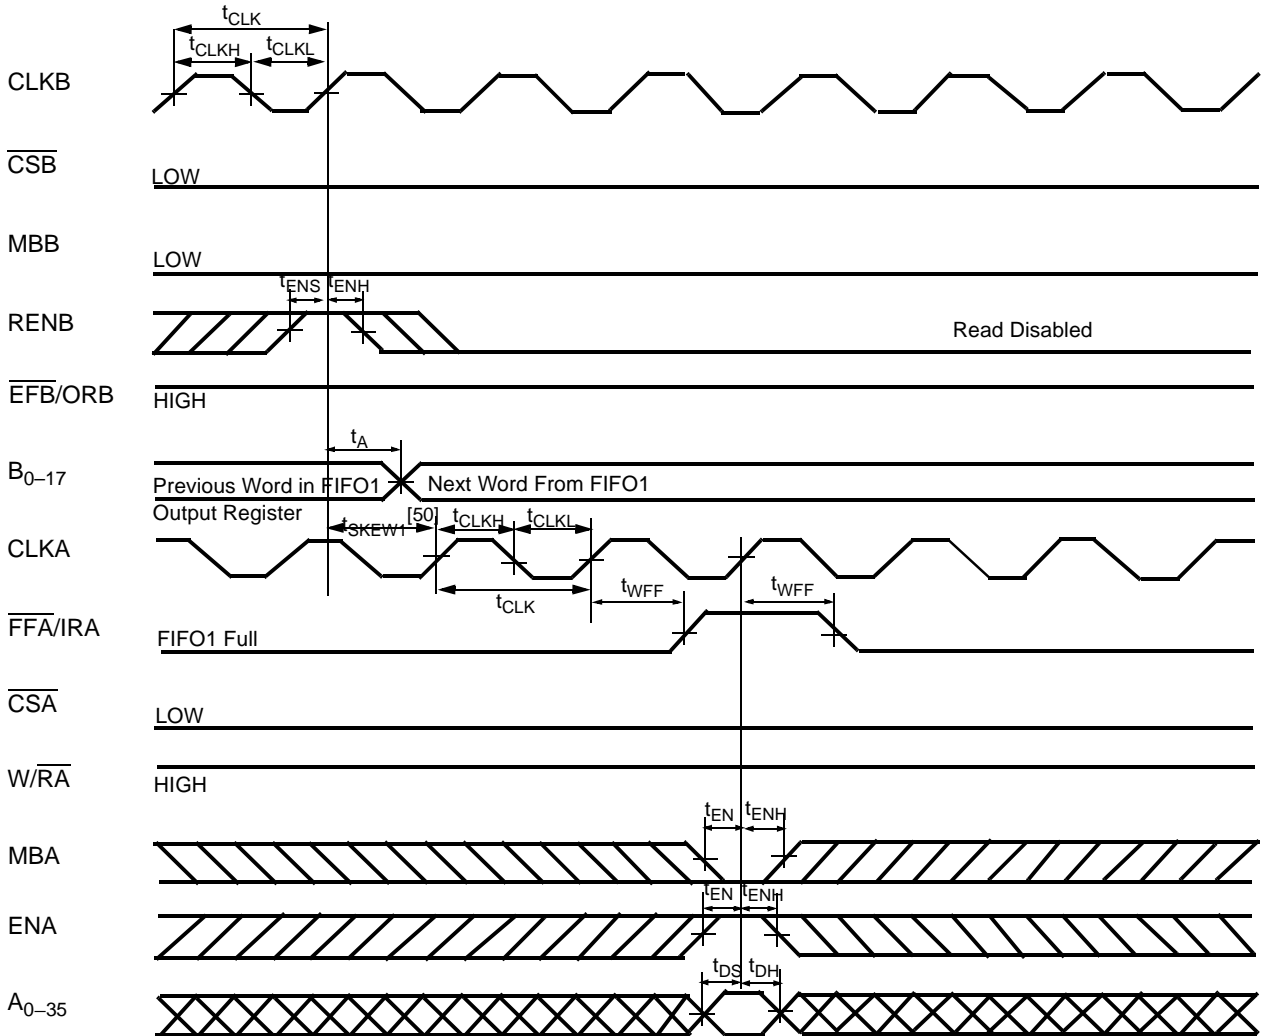 tCLK
tCLKH tCLKL
CLKB
CSB
LOW
MBB
LOW
tENS tENH
RENB
Read Disabled
EFB/ORB
HIGH
tA
B0–17
Previous Word in FIFO1 Next Word From FIFO1
Output Register
tSKEW1 [50] tCLKH tCLKL
CLKA
tCLK
tWFF tWFF
FFA/IRA
FIFO1 Full
CSA
LOW
W/RA
HIGH
tEN tENH
MBA
tEN tENH
ENA
tDS tDH
A0–35